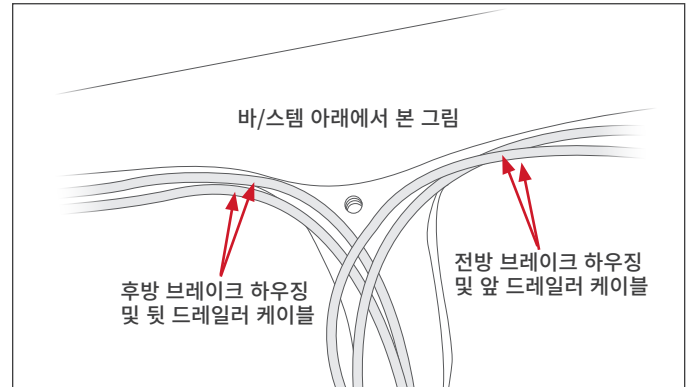 바/스템 아래에서 본 그림
전방 브레이크 하우징
및 앞 드레일러 케이블
후방 브레이크 하우징
및 뒷 드레일러 케이블